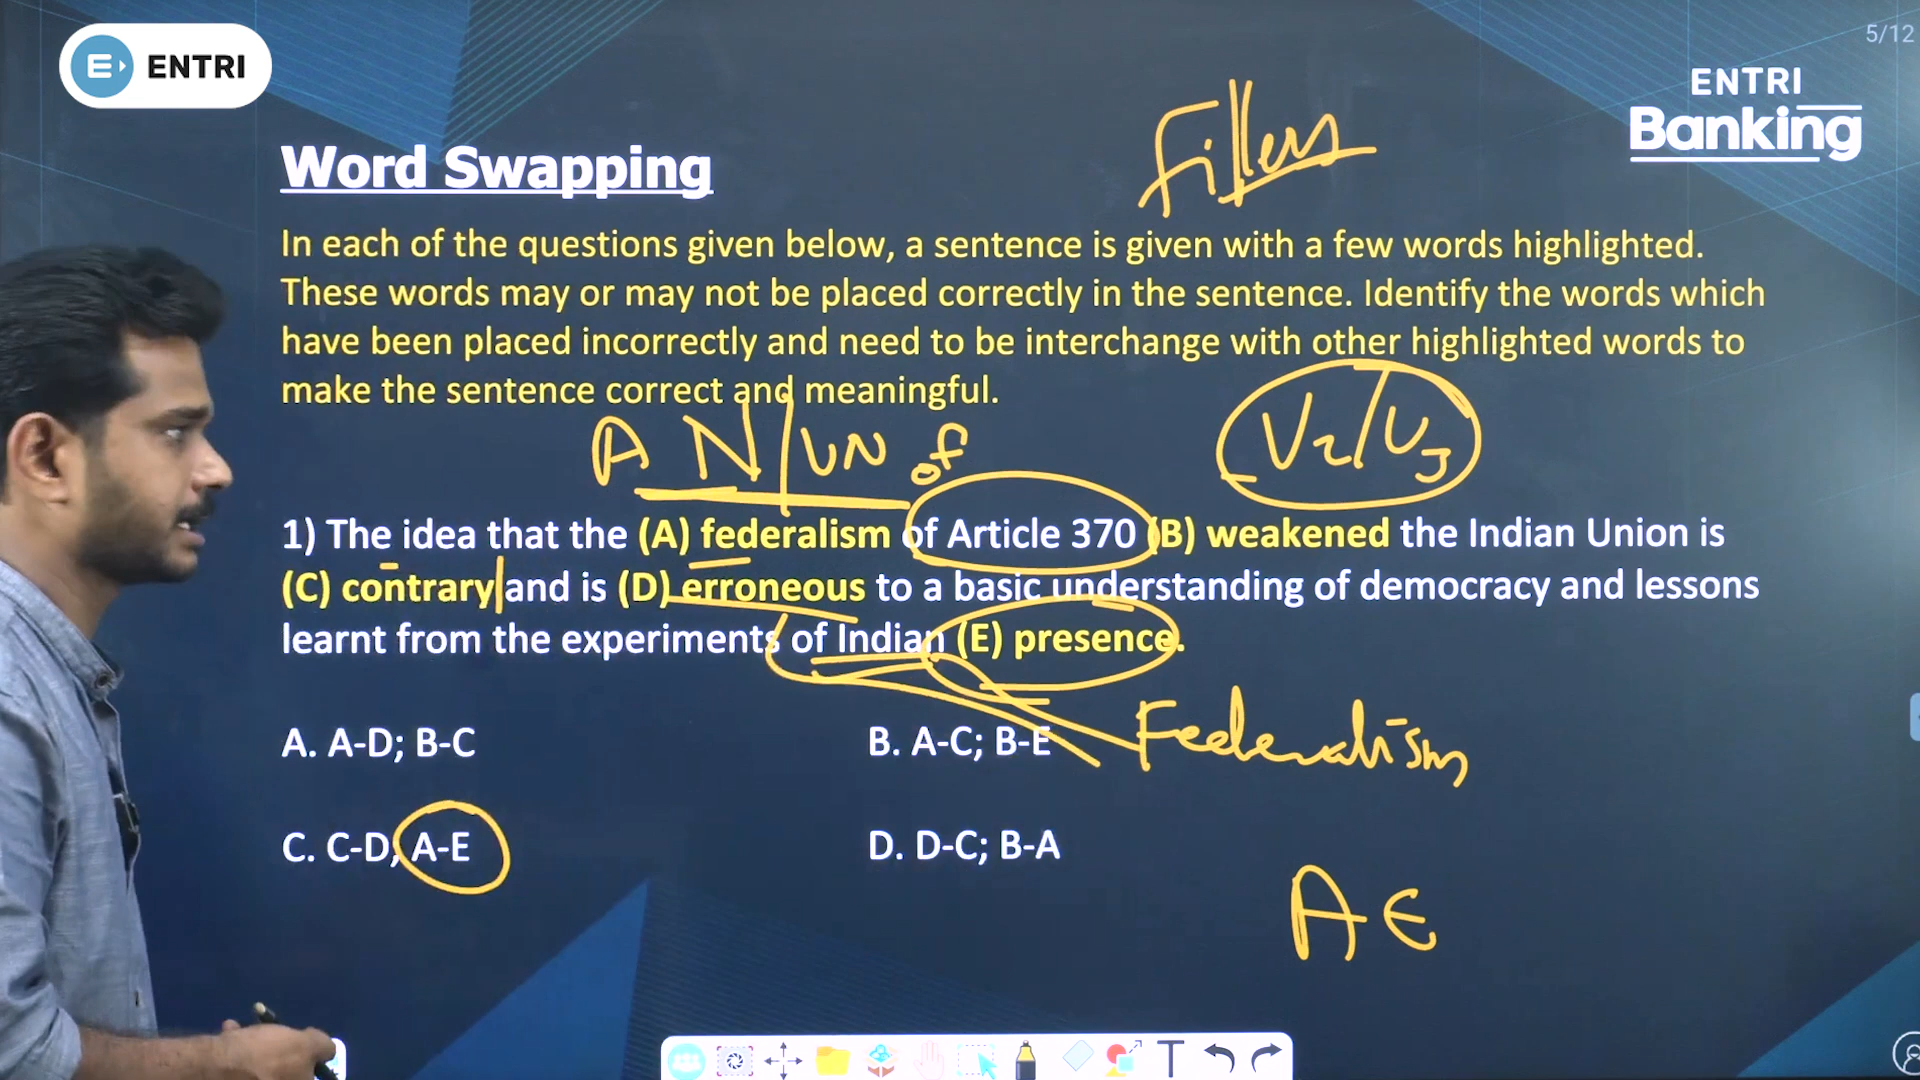 5/12
ENTRI
ENTRI
Banking
Fillers
Word Swapping
In each of the questions given below, a sentence is given with a few words highlighted.
These words may or may not be placed correctly in the sentence. Identify the words which
have been placed incorrectly and need to be interchange with other highlighted words to
make the sentence correct and meaningful.
A N/UN of
V2/V3
1) The idea that the (A) federalism of Article 370 (B) weakened the Indian Union is
(C) contrary and is (D) erroneous to a basic understanding of democracy and lessons
learnt from the experiments of Indian (E) presence.
Federalism
A. A-D; B-C
B. A-C; B-E
C. C-D; A-E
D. D-C; B-A
A E